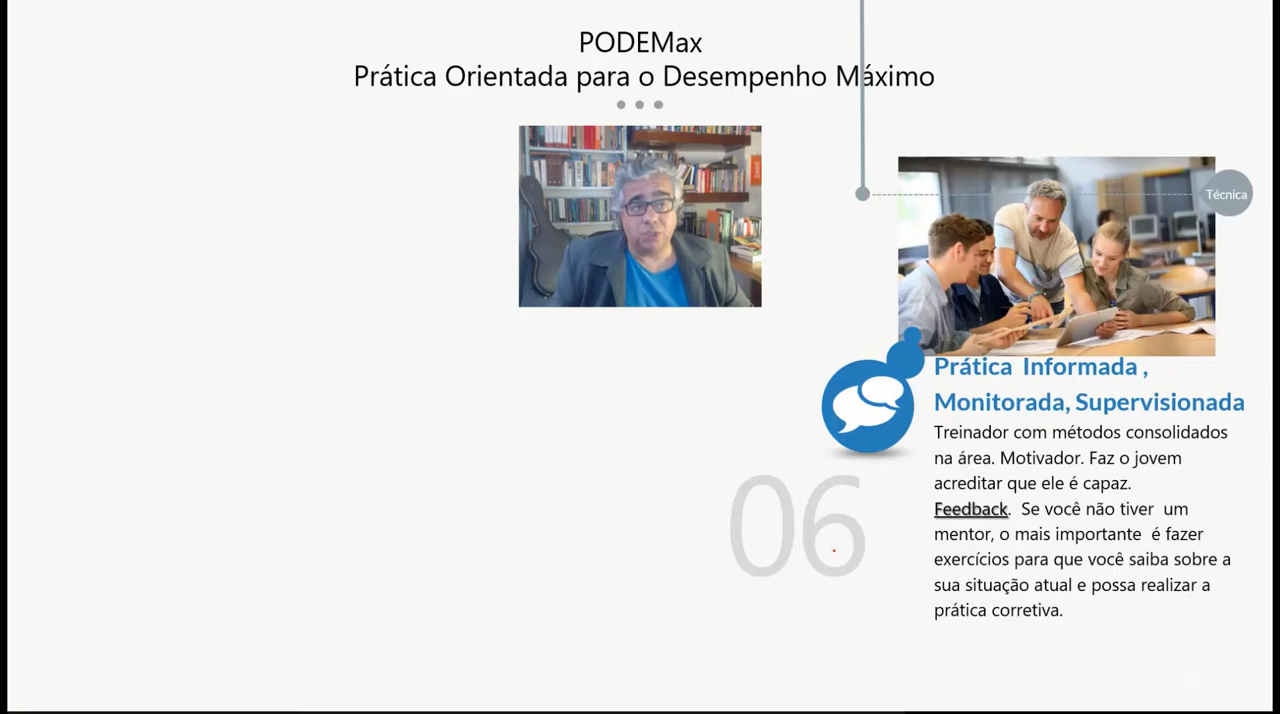 PODEMax
Prática Orientada para o Desempenho Máximo
Técnica
Prática Informada ,
Monitorada, Supervisionada
Treinador com métodos consolidados
na área. Motivador. Faz o jovem
acreditar que ele é capaz.
Feedback. Se você não tiver um
mentor, o mais importante é fazer
exercícios para que você saiba sobre a
sua situação atual e possa realizar a
prática corretiva.
06